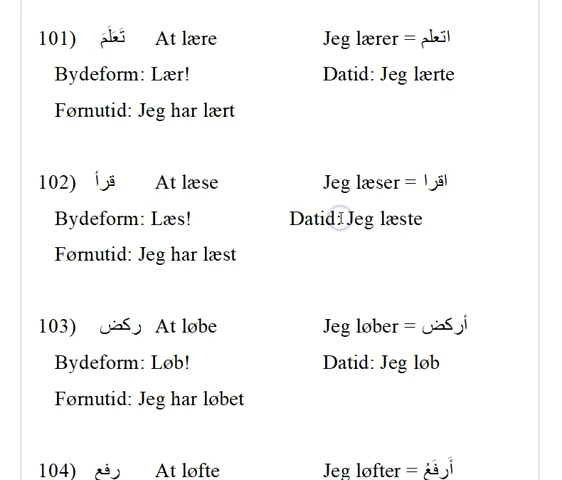 101) تَعَلَمَ At lære Jeg lærer = اتعلم
Bydeform: Lær! Datid: Jeg lærte
Førnutid: Jeg har lært
102) قرأ At læse Jeg læser = اقرا
Bydeform: Læs! Datid: Jeg læste
Førnutid: Jeg har læst
103) ركض At løbe Jeg løber = أركض
Bydeform: Løb! Datid: Jeg løb
Førnutid: Jeg har løbet
104) رفع At løfte Jeg løfter = أَرفَعُ